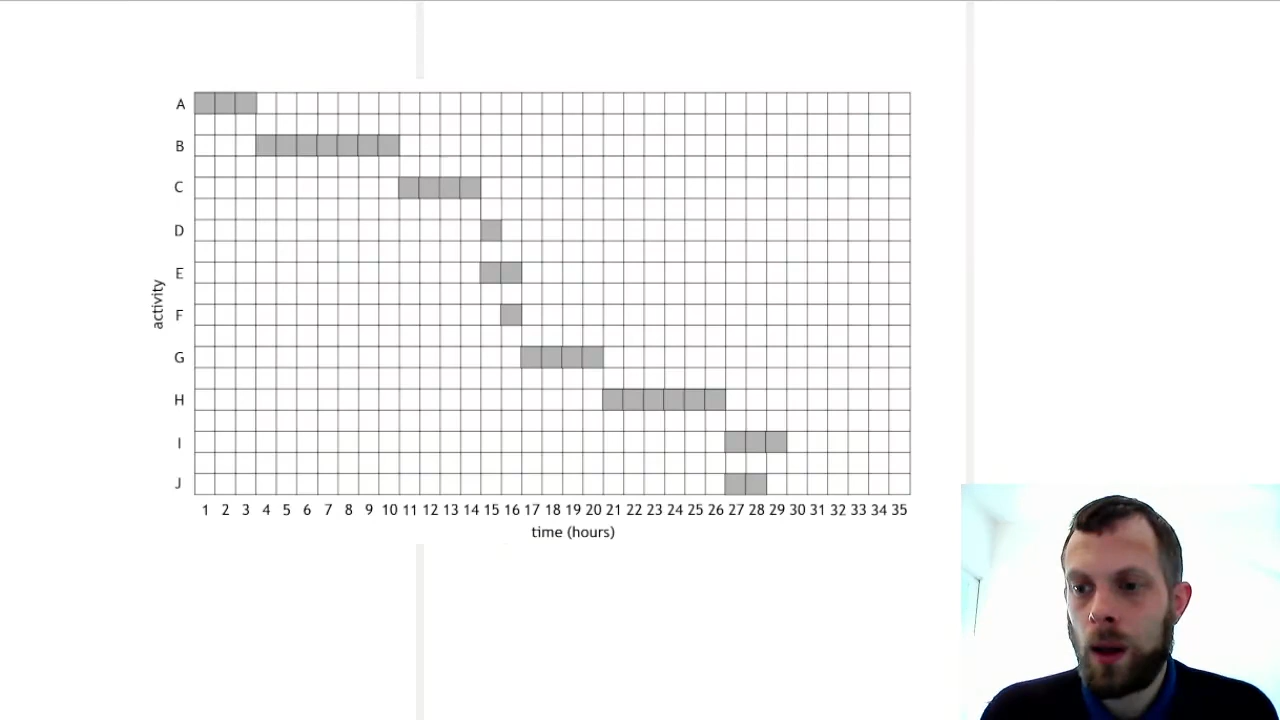 A
B
C
D
E
F
G
H
I
J
activity
1 2 3 4 5 6 7 8 9 10 11 12 13 14 15 16 17 18 19 20 21 22 23 24 25 26 27 28 29 30 31 32 33 34 35
time (hours)